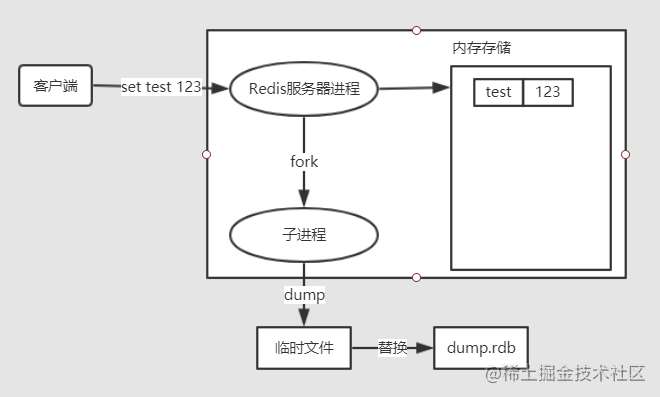 内存存储
客户端
set test 123
Redis服务器进程
test
123
fork
子进程
dump
临时文件
替换
dump.rdb
@稀土掘金技术社区